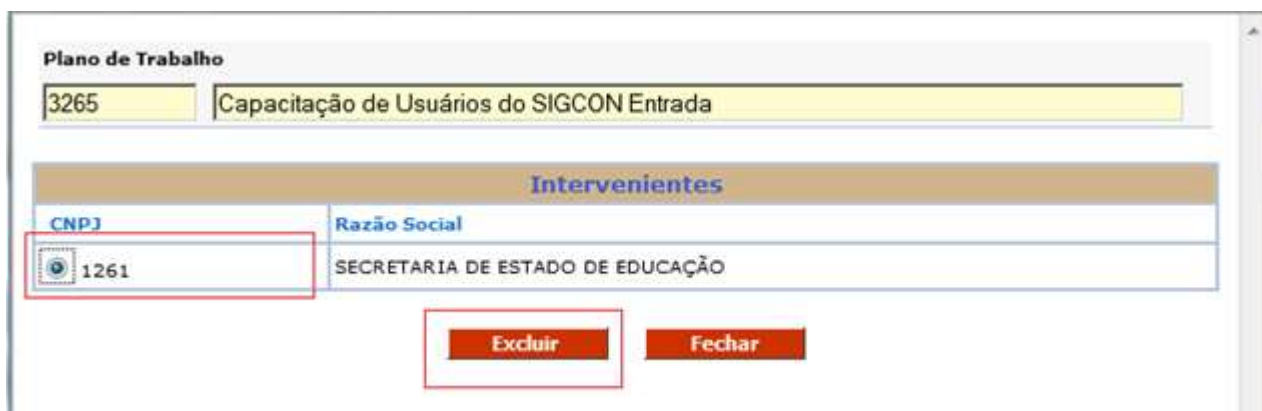 Plano de Trabalho
3265 Capacitação de Usuários do SIGCON Entrada
Intervenientes
CNPJ Razão Social
1261 SECRETARIA DE ESTADO DE EDUCAÇÃO
Excluir Fechar